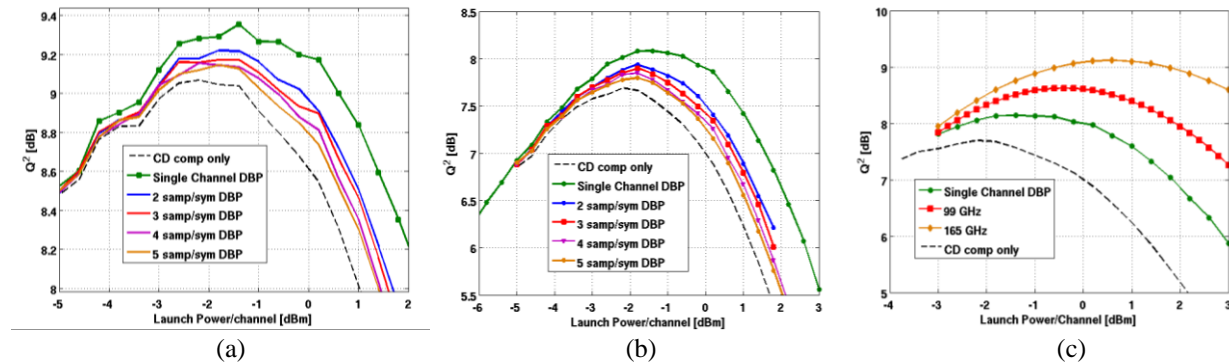 9.4
9.2
9
8.8
8.6
8.4
8.2
8
Q² [dB]
CD comp only
Single Channel DBP
2 samp/sym DBP
3 samp/sym DBP
4 samp/sym DBP
5 samp/sym DBP
-5 -4 -3 -2 -1 0 1 2
Launch Power/channel [dBm]
(a)
8.5
8
7.5
7
6.5
6
5.5
Q² [dB]
CD comp only
Single Channel DBP
2 samp/sym DBP
3 samp/sym DBP
4 samp/sym DBP
5 samp/sym DBP
-6 -5 -4 -3 -2 -1 0 1 2 3
Launch Power/channel [dBm]
(b)
10
9
8
7
6
5
Q² [dB]
Single Channel DBP
99 GHz
165 GHz
CD comp only
-4 -3 -2 -1 0 1 2 3
Launch Power/Channel [dBm]
(c)